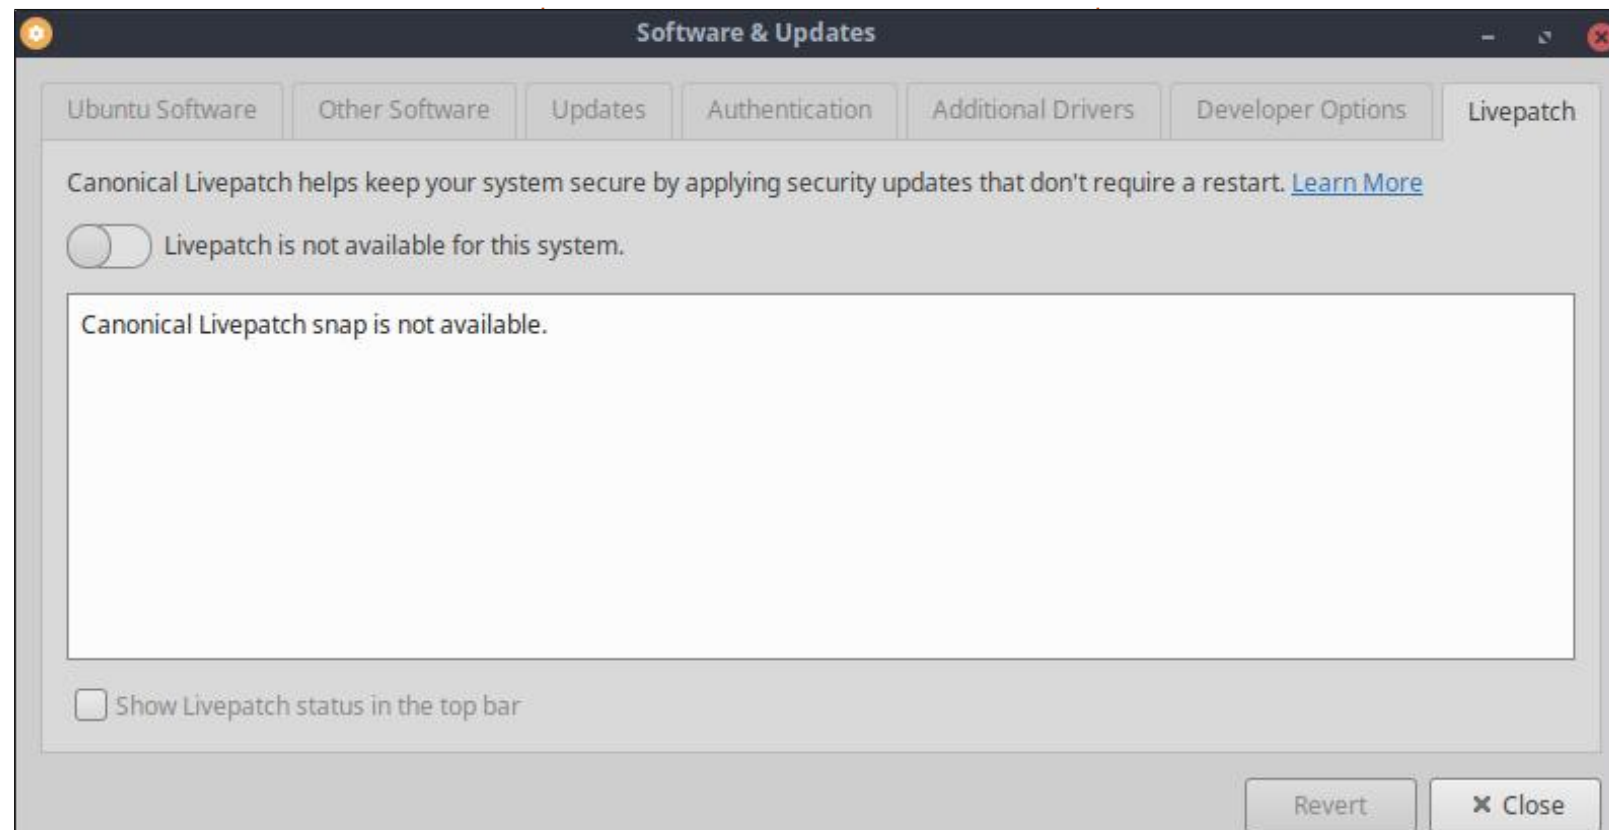 Software & Updates
Ubuntu Software Other Software Updates Authentication Additional Drivers Developer Options Livepatch
Canonical Livepatch helps keep your system secure by applying security updates that don't require a restart. Learn More
Livepatch is not available for this system.
Canonical Livepatch snap is not available.
Show Livepatch status in the top bar
Revert Close